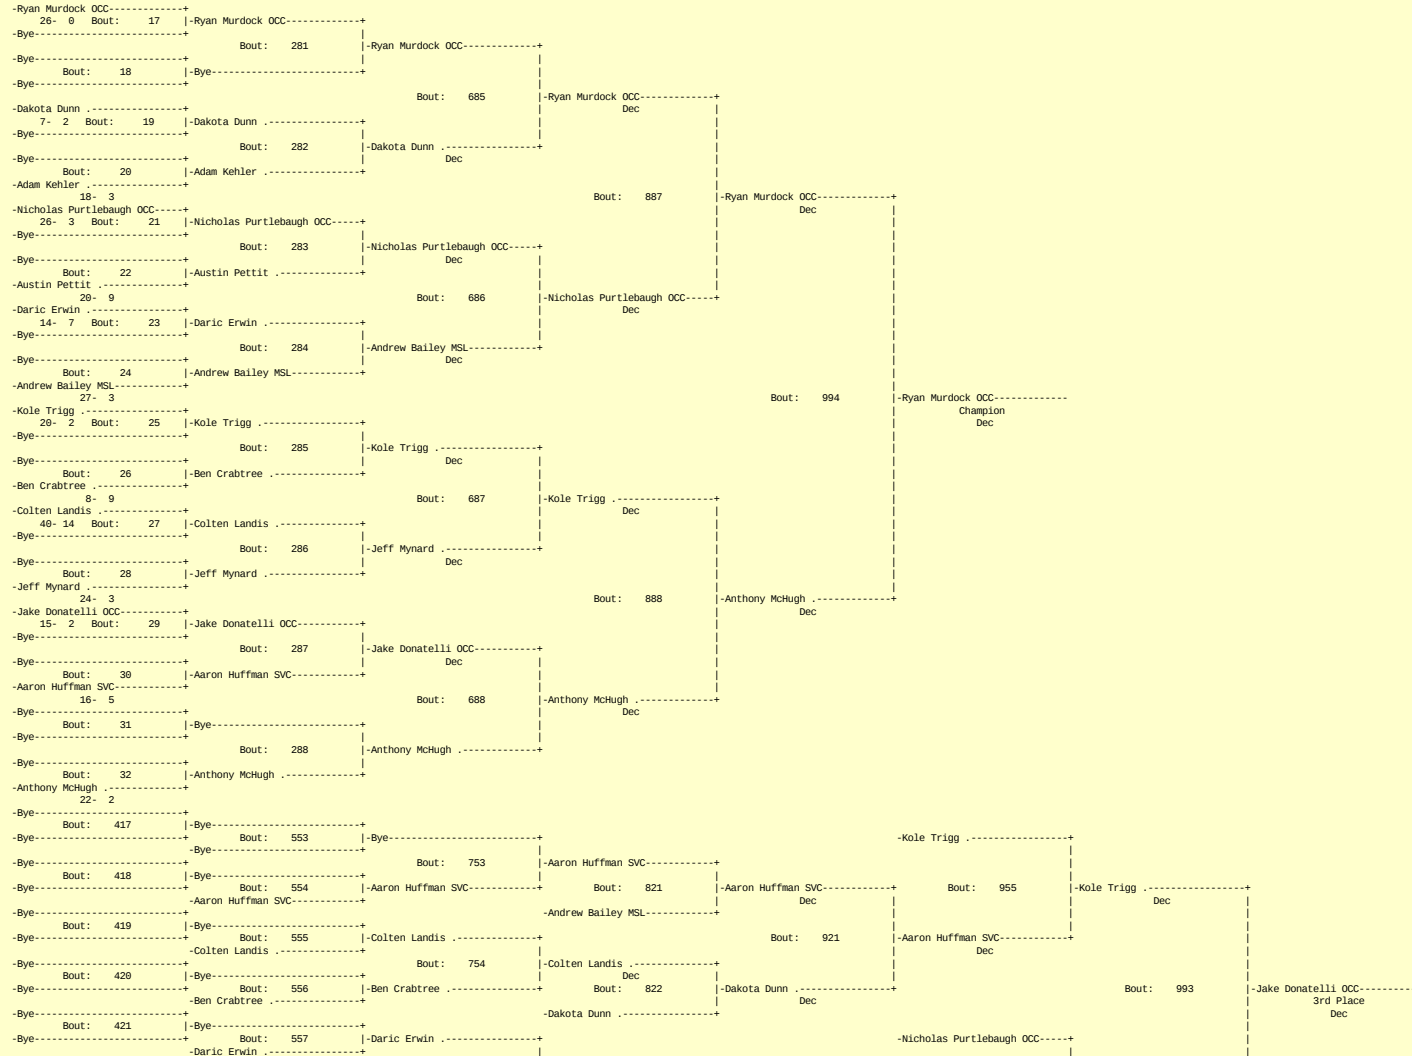 -Ryan Murdock OCC------------+
26- 0 Bout: 17 |-Ryan Murdock OCC------------+
-Bye-------------------------+ |
Bout: 281 |-Ryan Murdock OCC------------+
-Bye-------------------------+ | |
Bout: 18 |-Bye-------------------------+ |
-Bye-------------------------+ |
Bout: 685 |-Ryan Murdock OCC------------+
-Dakota Dunn .---------------+ | Dec |
7- 2 Bout: 19 |-Dakota Dunn .---------------+ | |
-Bye-------------------------+ | | |
Bout: 282 |-Dakota Dunn .---------------+ |
-Bye-------------------------+ | Dec |
Bout: 20 |-Adam Kehler .---------------+ |
-Adam Kehler .---------------+ |
18- 3 Bout: 887 |-Ryan Murdock OCC------------+
-Nicholas Purtlebaugh OCC----+ | Dec |
26- 3 Bout: 21 |-Nicholas Purtlebaugh OCC----+ | |
-Bye-------------------------+ | | |
Bout: 283 |-Nicholas Purtlebaugh OCC----+ | |
-Bye-------------------------+ | Dec | | |
Bout: 22 |-Austin Pettit .-------------+ | | |
-Austin Pettit .-------------+ | | |
20- 9 Bout: 686 |-Nicholas Purtlebaugh OCC----+ |
-Daric Erwin .---------------+ | Dec |
14- 7 Bout: 23 |-Daric Erwin .---------------+ | |
-Bye-------------------------+ | | |
Bout: 284 |-Andrew Bailey MSL-----------+ |
-Bye-------------------------+ | Dec |
Bout: 24 |-Andrew Bailey MSL-----------+ |
-Andrew Bailey MSL-----------+ |
27- 3 Bout: 994 |-Ryan Murdock OCC------------
-Kole Trigg .----------------+ | Champion
20- 2 Bout: 25 |-Kole Trigg .----------------+ | Dec
-Bye-------------------------+ | |
Bout: 285 |-Kole Trigg .----------------+ |
-Bye-------------------------+ | Dec | |
Bout: 26 |-Ben Crabtree .--------------+ | |
-Ben Crabtree .--------------+ | |
8- 9 Bout: 687 |-Kole Trigg .----------------+ |
-Colten Landis .-------------+ | Dec | |
40- 14 Bout: 27 |-Colten Landis .-------------+ | | |
-Bye-------------------------+ | | | |
Bout: 286 |-Jeff Mynard .---------------+ | |
-Bye-------------------------+ | Dec | |
Bout: 28 |-Jeff Mynard .---------------+ | |
-Jeff Mynard .---------------+ | |
24- 3 Bout: 888 |-Anthony McHugh .------------+
-Jake Donatelli OCC----------+ | Dec
15- 2 Bout: 29 |-Jake Donatelli OCC----------+ |
-Bye-------------------------+ | |
Bout: 287 |-Jake Donatelli OCC----------+ |
-Bye-------------------------+ | Dec | |
Bout: 30 |-Aaron Huffman SVC-----------+ | |
-Aaron Huffman SVC-----------+ | |
16- 5 Bout: 688 |-Anthony McHugh .------------+
-Bye-------------------------+ | Dec
Bout: 31 |-Bye-------------------------+ |
-Bye-------------------------+ | |
Bout: 288 |-Anthony McHugh .------------+
-Bye-------------------------+ |
Bout: 32 |-Anthony McHugh .------------+
-Anthony McHugh .------------+
22- 2
-Bye-------------------------+
Bout: 417 |-Bye-------------------------+
-Bye-------------------------+ Bout: 553 |-Bye-------------------------+ -Kole Trigg .----------------+
-Bye-------------------------+ | |
-Bye-------------------------+ Bout: 753 |-Aaron Huffman SVC-----------+ |
Bout: 418 |-Bye-------------------------+ | | |
-Bye-------------------------+ Bout: 554 |-Aaron Huffman SVC-----------+ Bout: 821 |-Aaron Huffman SVC-----------+ Bout: 955 |-Kole Trigg .----------------+
-Aaron Huffman SVC-----------+ | Dec | | Dec |
-Bye-------------------------+ -Andrew Bailey MSL-----------+ | | |
Bout: 419 |-Bye-------------------------+ | | |
-Bye-------------------------+ Bout: 555 |-Colten Landis .-------------+ Bout: 921 |-Aaron Huffman SVC-----------+ |
-Colten Landis .-------------+ | | Dec |
-Bye-------------------------+ Bout: 754 |-Colten Landis .-------------+ | |
Bout: 420 |-Bye-------------------------+ | Dec | | |
-Bye-------------------------+ Bout: 556 |-Ben Crabtree .--------------+ Bout: 822 |-Dakota Dunn .---------------+ Bout: 993 |-Jake Donatelli OCC---------
-Ben Crabtree .--------------+ | Dec | 3rd Place
-Bye-------------------------+ -Dakota Dunn .---------------+ | Dec
Bout: 421 |-Bye-------------------------+ |
-Bye-------------------------+ Bout: 557 |-Daric Erwin .---------------+ -Nicholas Purtlebaugh OCC----+ |
-Daric Erwin .---------------+ | | |